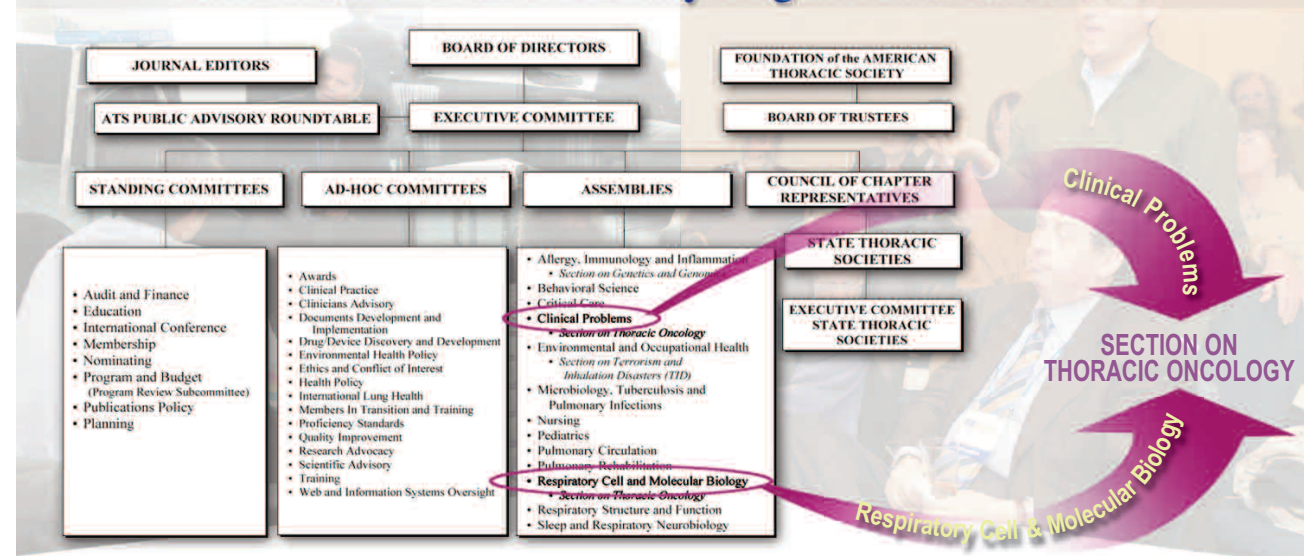 BOARD OF DIRECTORS
JOURNAL EDITORS
FOUNDATION of the AMERICAN
THORACIC SOCIETY
ATS PUBLIC ADVISORY ROUNDTABLE
EXECUTIVE COMMITTEE
BOARD OF TRUSTEES
STANDING COMMITTEES
AD-HOC COMMITTEES
ASSEMBLIES
COUNCIL OF CHAPTER
REPRESENTATIVES
STATE THORACIC
SOCIETIES
EXECUTIVE COMMITTEE
STATE THORACIC
SOCIETIES
• Audit and Finance
• Education
• International Conference
• Membership
• Nominating
• Program and Budget
(Program Review Subcommittee)
• Publications Policy
• Planning
• Awards
• Clinical Practice
• Clinicians Advisory
• Documents Development and
Implementation
• Drug/Device Discovery and Development
• Environmental Health Policy
• Ethics and Conflict of Interest
• Health Policy
• International Lung Health
• Members In Transition and Training
• Proficiency Standards
• Quality Improvement
• Research Advocacy
• Scientific Advisory
• Training
• Web and Information Systems Oversight
• Allergy, Immunology and Inflammation
• Section on Genetics and
• Behavioral Science
• Critical Care
• Clinical Problems
• Section on Thoracic Oncology
• Environmental and Occupational Health
• Section on Terrorism and
Inhalation Disasters (TID)
• Microbiology, Tuberculosis and
Pulmonary Infections
• Nursing
• Pediatrics
• Pulmonary Circulation
• Pulmonary Rehabilitation
• Respiratory Cell and Molecular Biology
• Section on Thoracic Oncology
• Respiratory Structure and Function
• Sleep and Respiratory Neurobiology
Clinical Problems
SECTION ON
THORACIC ONCOLOGY
Respiratory Cell & Molecular Biology